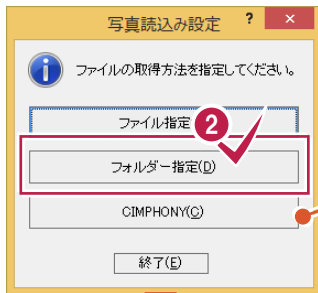 写真読込み設定 ? ×
ファイルの取得方法を指定してください。
ファイル指定
2
フォルダー指定(D)
CIMPHONY(C)
終了(E)